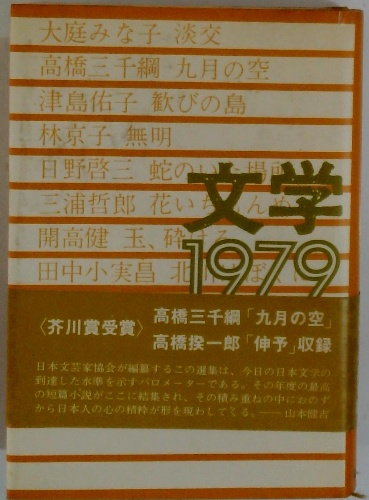 大庭みな子 淡交
高橋三千綱 九月の空
津島佑子 歓びの島
林京子 無明
日野啓三 蛇のいた場所
三浦哲郎 花いちもんめ
開高健 玉、砕ける
田中小実昌 北川
文学
1979
〈芥川賞受賞〉
高橋三千綱「九月の空」
高橋揆一郎「伸予」収録
日本文芸家協会が編纂するこの選集は、今日の日本文学の
到達した水準を示すバロメーターである。その年度の最高
の短篇小説がここに結集され、その積み重ねの中におのず
から日本人の心の精粋が形を現わしてくる。——山本健吉